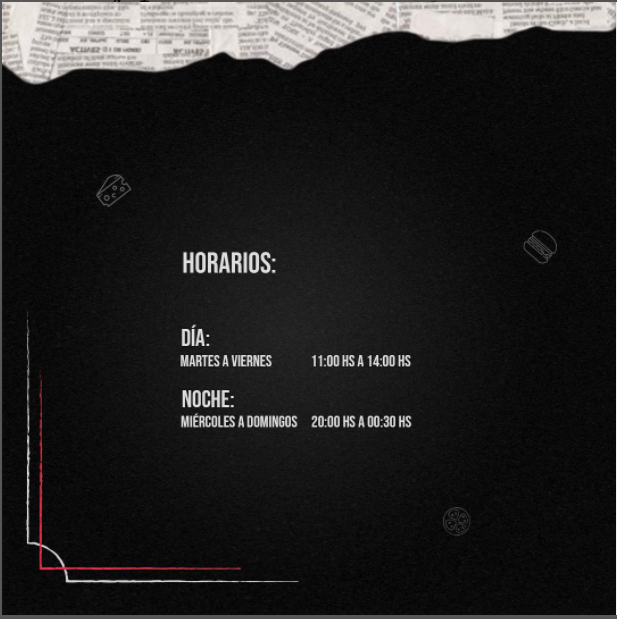 HORARIOS:
DÍA:
MARTES A VIERNES 11:00 HS A 14:00 HS
NOCHE:
MIÉRCOLES A DOMINGOS 20:00 HS A 00:30 HS